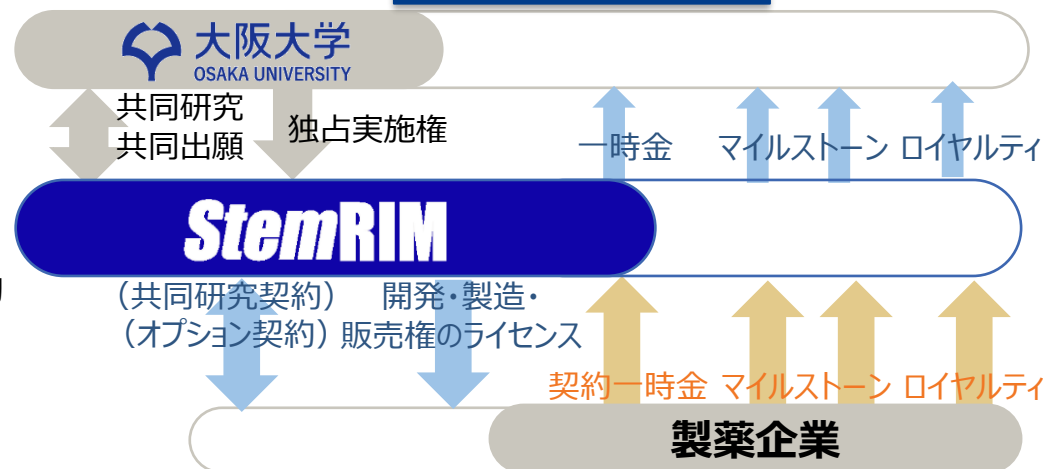 大阪大学
OSAKA UNIVERSITY
共同研究
共同出願
独占実施権
一時金
マイルストーン
ロイヤルティ
StemRIM
（共同研究契約）
（オプション契約）
開発・製造・
販売権のライセンス
契約一時金
マイルストーン
ロイヤルティ
製薬企業